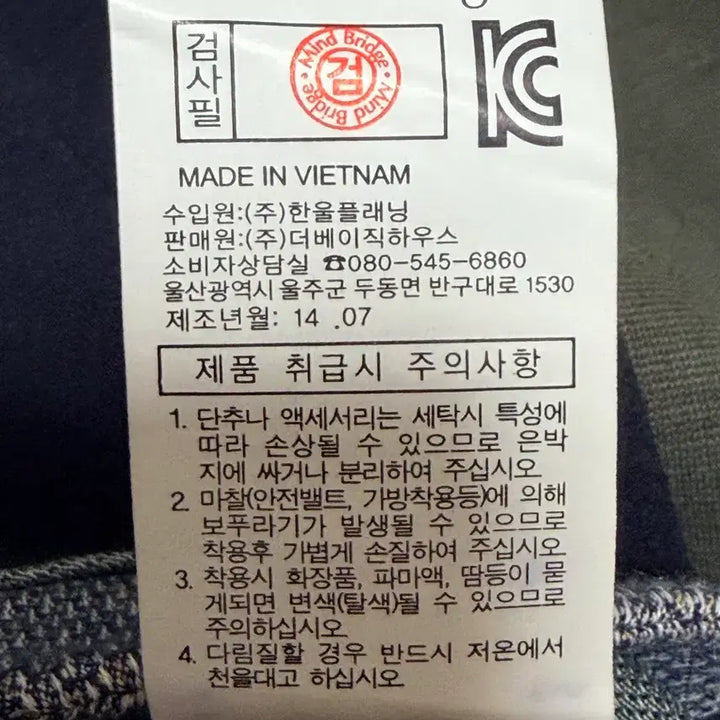 검사필
Mind Bridge · Mind Bridge ·
검
KC
MADE IN VIETNAM
수입원:(주)한울플래닝
판매원:(주)더베이직하우스
소비자상담실 ☎080-545-6860
울산광역시 울주군 두동면 반구대로 1530
제조년월: 14 .07
제품 취급시 주의사항
1. 단추나 액세서리는 세탁시 특성에
따라 손상될 수 있으므로 은박
지에 싸거나 분리하여 주십시오
2. 마찰(안전밸트, 가방착용등)에 의해
보푸라기가 발생될 수 있으므로
착용후 가볍게 손질하여 주십시오
3. 착용시 화장품, 파마액, 땀등이 묻
게되면 변색(탈색)될 수 있으므로
주의하십시오
4. 다림질할 경우 반드시 저온에서
천을대고 하십시오